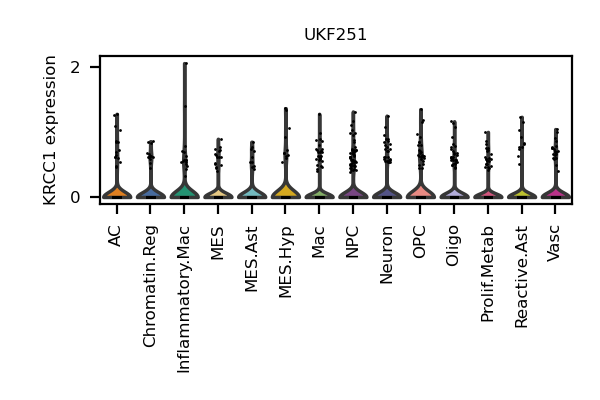 UKF251
KRCC1 expression
2
0
AC
Chromatin.Reg
Inflammatory.Mac
MES
MES.Ast
MES.Hyp
Mac
NPC
Neuron
OPC
Oligo
Prolif.Metab
Reactive.Ast
Vasc